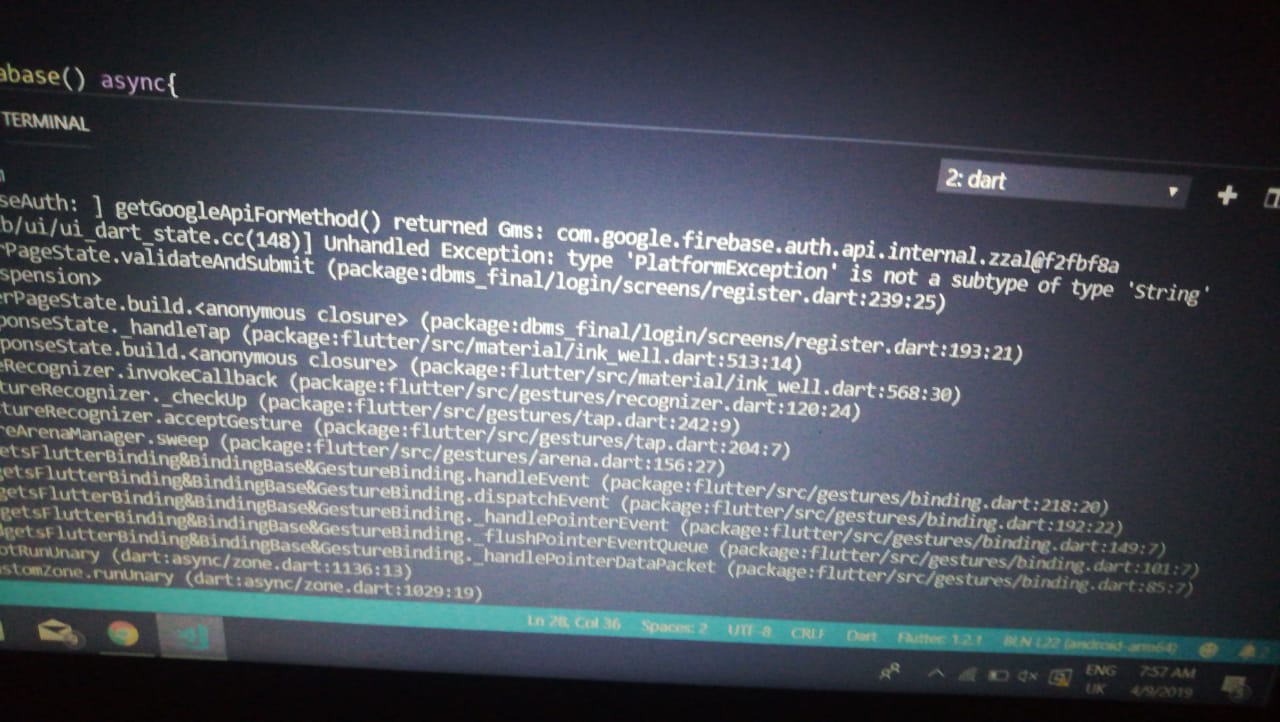 abase() async{
TERMINAL
2: dart
seAuth: ] getGoogleApiForMethod() returned Gms: com.google.firebase.auth.api.internal.zzal@f2fbf8a
b/ui/ui_dart_state.cc(148)] Unhandled Exception: type 'PlatformException' is not a subtype of type 'String'
PageState.validateAndSubmit (package:dbms_final/login/screens/register.dart:239:25)
spension>
erPageState.build.<anonymous closure> (package:dbms_final/login/screens/register.dart:193:21)
ponseState._handleTap (package:flutter/src/material/ink_well.dart:513:14)
ponseState.build.<anonymous closure> (package:flutter/src/material/ink_well.dart:568:30)
eRecognizer.invokeCallback (package:flutter/src/gestures/recognizer.dart:120:24)
tureRecognizer._checkUp (package:flutter/src/gestures/tap.dart:242:9)
tureRecognizer.acceptGesture (package:flutter/src/gestures/tap.dart:204:7)
reArenaManager.sweep (package:flutter/src/gestures/arena.dart:156:27)
getsFlutterBinding&BindingBase&GestureBinding.handleEvent (package:flutter/src/gestures/binding.dart:218:20)
getsFlutterBinding&BindingBase&GestureBinding.dispatchEvent (package:flutter/src/gestures/binding.dart:192:22)
getsFlutterBinding&BindingBase&GestureBinding._handlePointerEvent (package:flutter/src/gestures/binding.dart:149:7)
getsFlutterBinding&BindingBase&GestureBinding._flushPointerEventQueue (package:flutter/src/gestures/binding.dart:101:7)
getsFlutterBinding&BindingBase&GestureBinding._handlePointerDataPacket (package:flutter/src/gestures/binding.dart:85:7)
otRunUnary (dart:async/zone.dart:1136:13)
ustomZone.runUnary (dart:async/zone.dart:1029:19)
Ln 28, Col 36 Spaces: 2 UTF-8 CRLF Dart Flutter: 1.2.1 BLN L22 (android-arm64) 2
ENG 7:57 AM
UK 4/9/2019